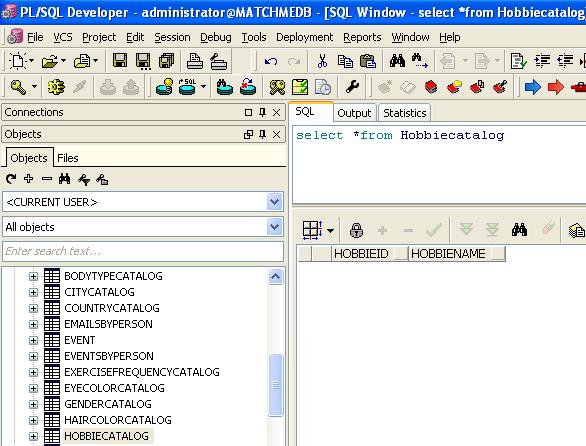 PL/SQL Developer - administrator@MATCHMEDB - [SQL Window - select *from Hobbiecatalog]
File Project Edit Session Debug Tools Deployment Reports Window Help
Connections
Objects
Objects Files
<CURRENT USER>
All objects
Enter search text...
BODYTYPECATALOG
CITYCATALOG
COUNTRYCATALOG
EMAILSBYPERSON
EVENT
EVENTSBYPERSON
EXERCISEFREQUENCYCATALOG
EYECOLORCATALOG
GENDERCATALOG
HAIRCOLORCATALOG
HOBBIECATALOG
SQL Output Statistics
select *from Hobbiecatalog
HOBBIEID HOBBIENAME